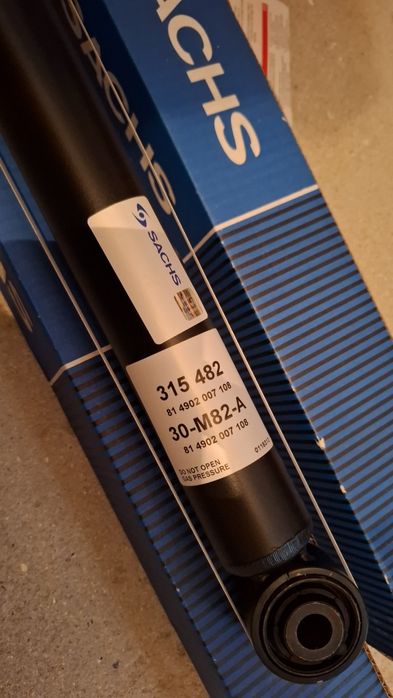 SACHS
SACHS
SACHS
315 482
81 4902 007 108
30-M82-A
81 4902 007 108
DO NOT OPEN
GAS PRESSURE